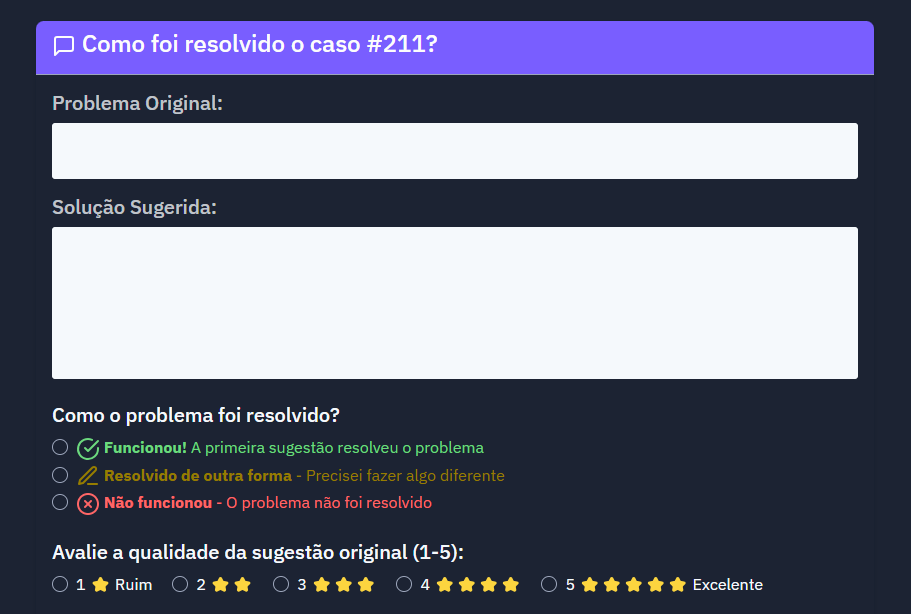 Como foi resolvido o caso #211?
Problema Original:
Solução Sugerida:
Como o problema foi resolvido?
Funcionou! A primeira sugestão resolveu o problema
Resolvido de outra forma - Precisei fazer algo diferente
Não funcionou - O problema não foi resolvido
Avalie a qualidade da sugestão original (1-5):
1 Ruim 2 3 4 5 Excelente